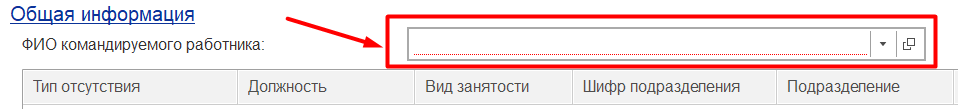 Общая информация
ФИО командируемого работника:
Тип отсутствия Должность Вид занятости Шифр подразделения Подразделение